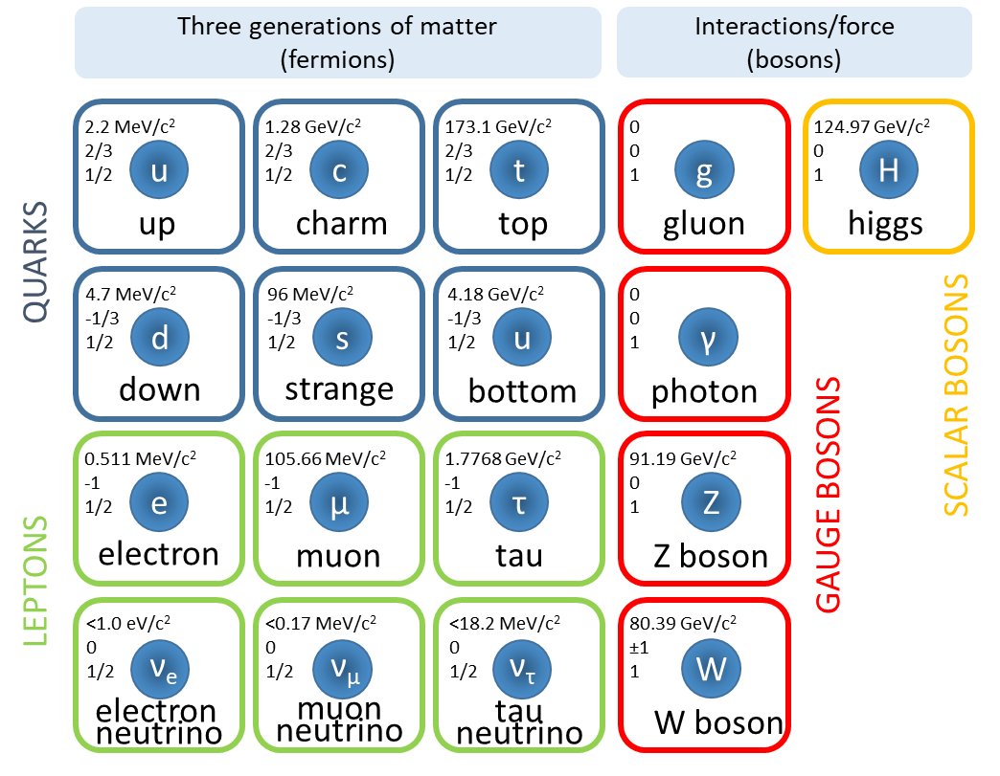 Three generations of matter
(fermions)
Interactions/force
(bosons)
QUARKS
2.2 MeV/c²
2/3
1/2
u
up
1.28 GeV/c²
2/3
1/2
c
charm
173.1 GeV/c²
2/3
1/2
t
top
0
0
1
g
gluon
124.97 GeV/c²
0
1
H
higgs
4.7 MeV/c²
-1/3
1/2
d
down
96 MeV/c²
-1/3
1/2
s
strange
4.18 GeV/c²
-1/3
1/2
u
bottom
0
0
1
γ
photon
SCALAR BOSONS
LEPTONS
0.511 MeV/c²
-1
1/2
e
electron
105.66 MeV/c²
-1
1/2
μ
muon
1.7768 GeV/c²
-1
1/2
τ
tau
91.19 GeV/c²
0
1
Z
Z boson
GAUGE BOSONS
<1.0 eV/c²
0
1/2
νe
electron
neutrino
<0.17 MeV/c²
0
1/2
νμ
muon
neutrino
<18.2 MeV/c²
0
1/2
ντ
tau
neutrino
80.39 GeV/c²
±1
1
W
W boson